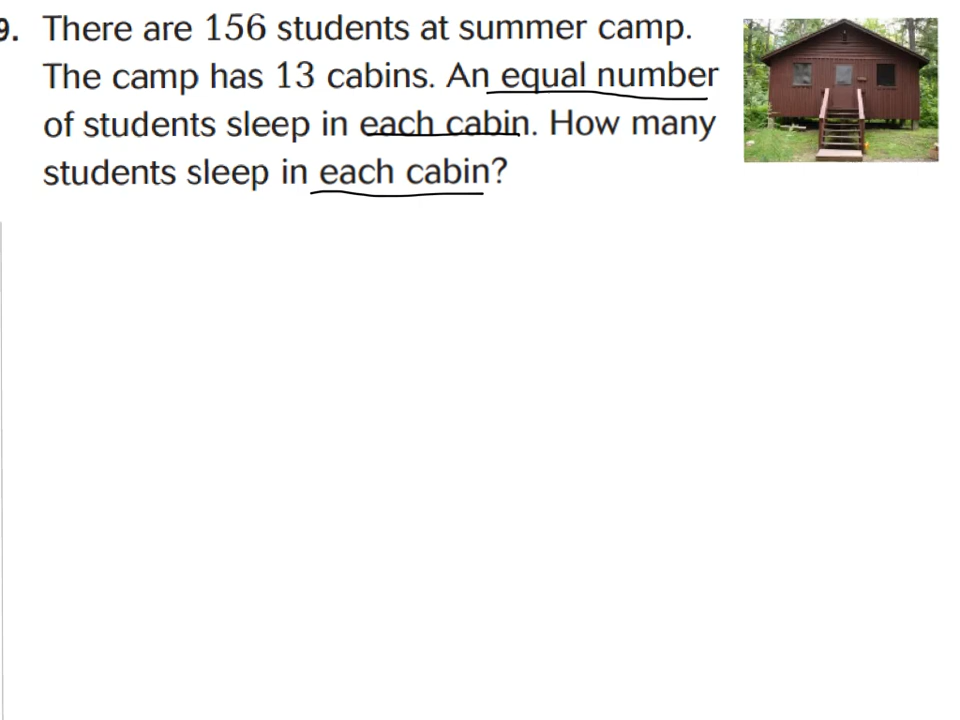 9. There are 156 students at summer camp.
The camp has 13 cabins. An equal number
of students sleep in each cabin. How many
students sleep in each cabin?